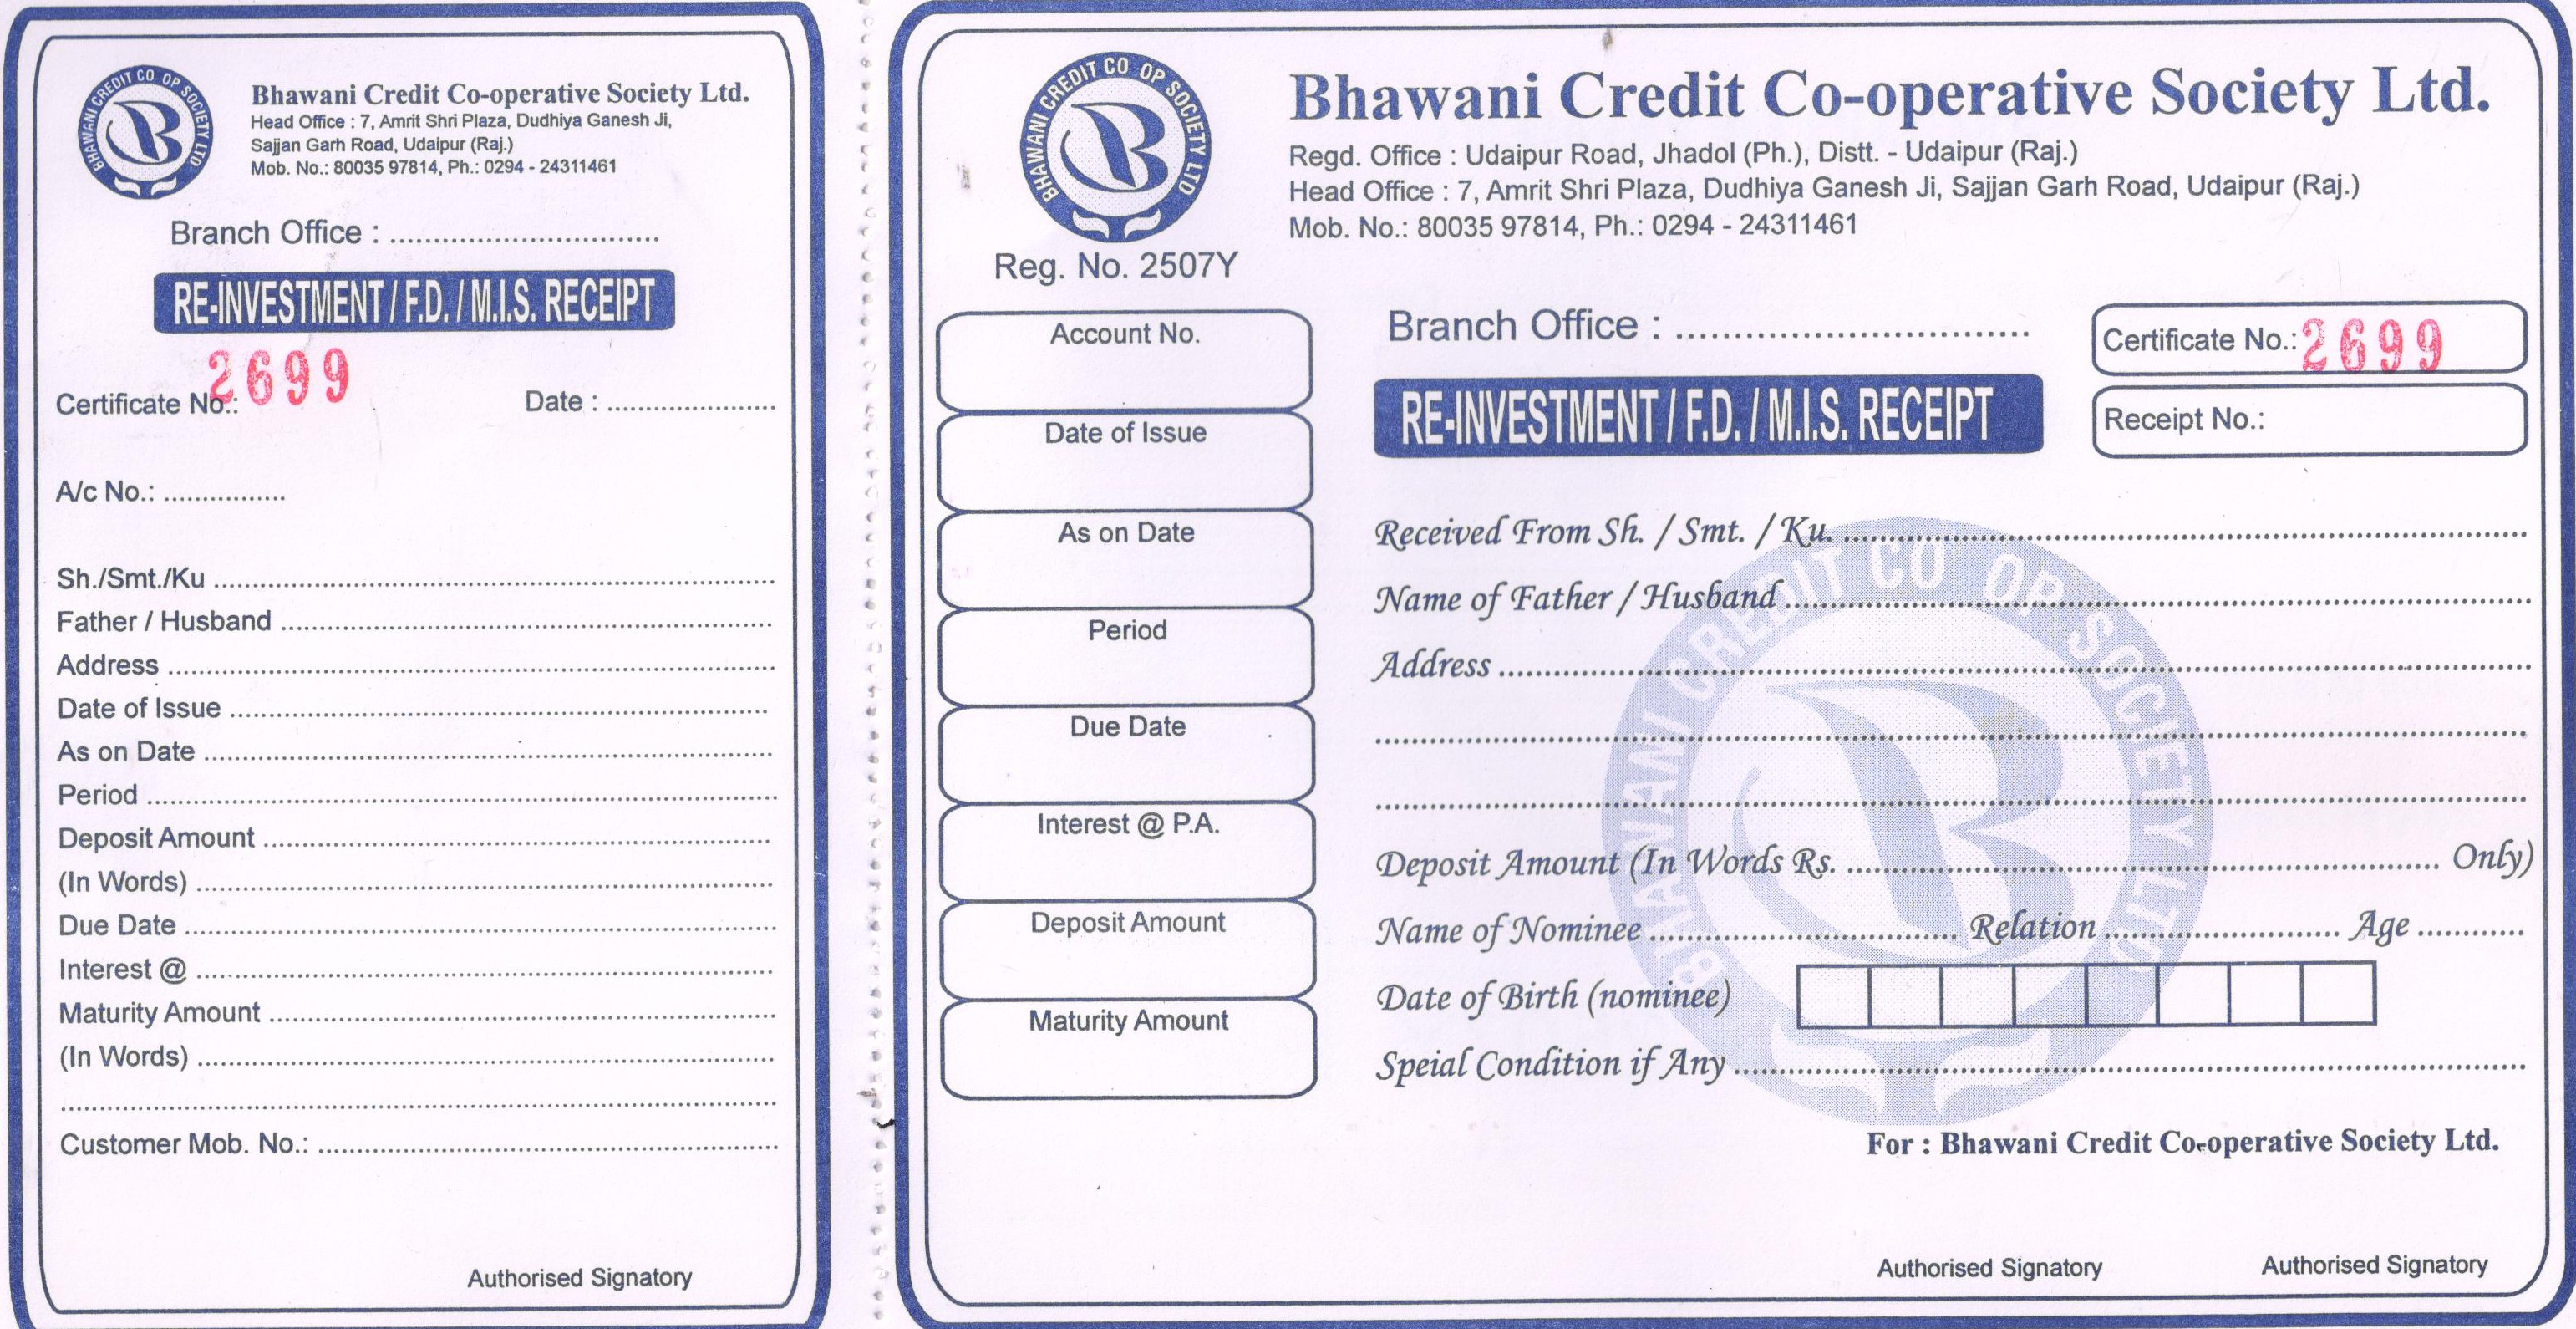 BHAWANI CREDIT CO OP SOCIETY LTD
Bhawani Credit Co-operative Society Ltd.
Head Office : 7, Amrit Shri Plaza, Dudhiya Ganesh Ji,
Sajjan Garh Road, Udaipur (Raj.)
Mob. No.: 80035 97814, Ph.: 0294 - 24311461
Branch Office : ..............................
RE-INVESTMENT / F.D. / M.I.S. RECEIPT
Certificate No.: 2699 Date : ....................
A/c No.: ................
Sh./Smt./Ku ..............................
Father / Husband ..............................
Address ..............................
Date of Issue ..............................
As on Date ..............................
Period ..............................
Deposit Amount ..............................
(In Words) ..............................
Due Date ..............................
Interest @ ..............................
Maturity Amount ..............................
(In Words) ..............................
..............................
Customer Mob. No.: ..............................
Authorised Signatory
BHAWANI CREDIT CO OP SOCIETY LTD
Reg. No. 2507Y
Bhawani Credit Co-operative Society Ltd.
Regd. Office : Udaipur Road, Jhadol (Ph.), Distt. - Udaipur (Raj.)
Head Office : 7, Amrit Shri Plaza, Dudhiya Ganesh Ji, Sajjan Garh Road, Udaipur (Raj.)
Mob. No.: 80035 97814, Ph.: 0294 - 24311461
Account No.
Date of Issue
As on Date
Period
Due Date
Interest @ P.A.
Deposit Amount
Maturity Amount
Branch Office : ..............................
Certificate No.: 2699
RE-INVESTMENT / F.D. / M.I.S. RECEIPT
Receipt No.:
Received From Sh. / Smt. / Ku. ..............................
Name of Father / Husband ..............................
Address ..............................
..............................
..............................
Deposit Amount (In Words Rs. .............................. Only)
Name of Nominee .............................. Relation .............................. Age ............
Date of Birth (nominee)
Speial Condition if Any ..............................
BHAWANI CREDIT CO OP SOCIETY LTD
For : Bhawani Credit Co-operative Society Ltd.
Authorised Signatory Authorised Signatory